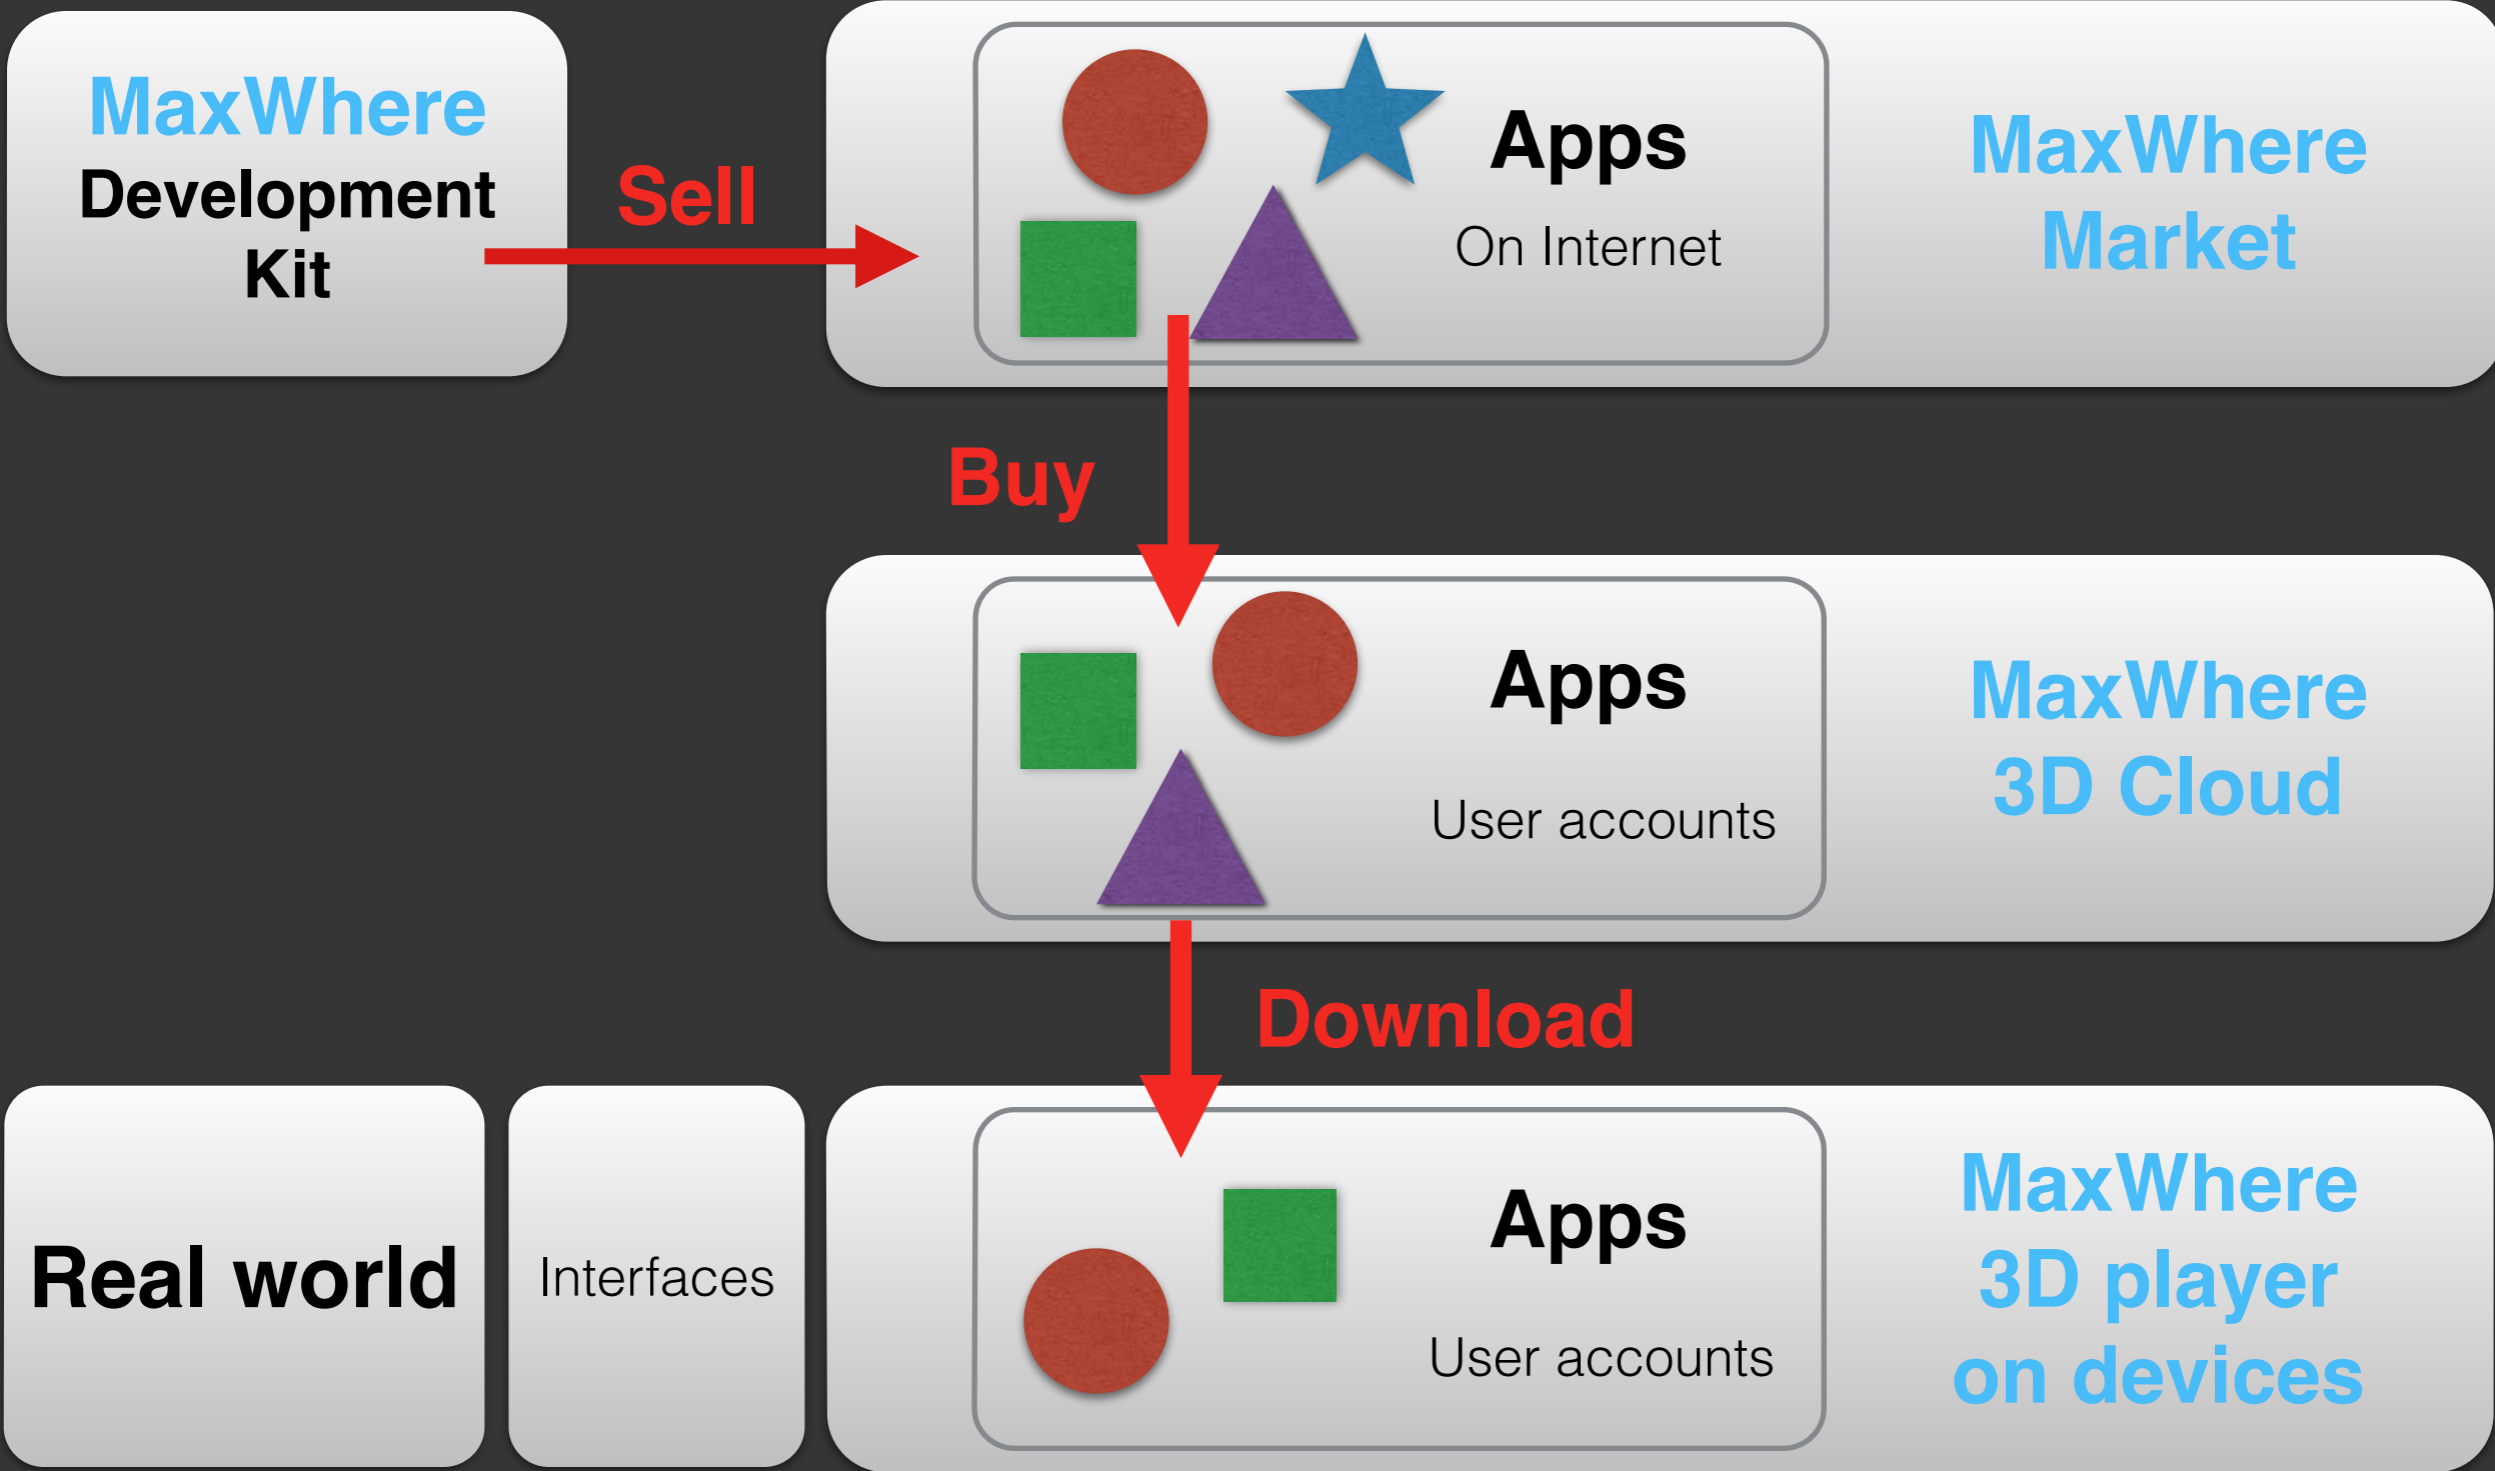 MaxWhere
Development
Kit
Sell
Apps
On Internet
MaxWhere
Market
Buy
Apps
User accounts
MaxWhere
3D Cloud
Download
Real world
Interfaces
Apps
User accounts
MaxWhere
3D player
on devices